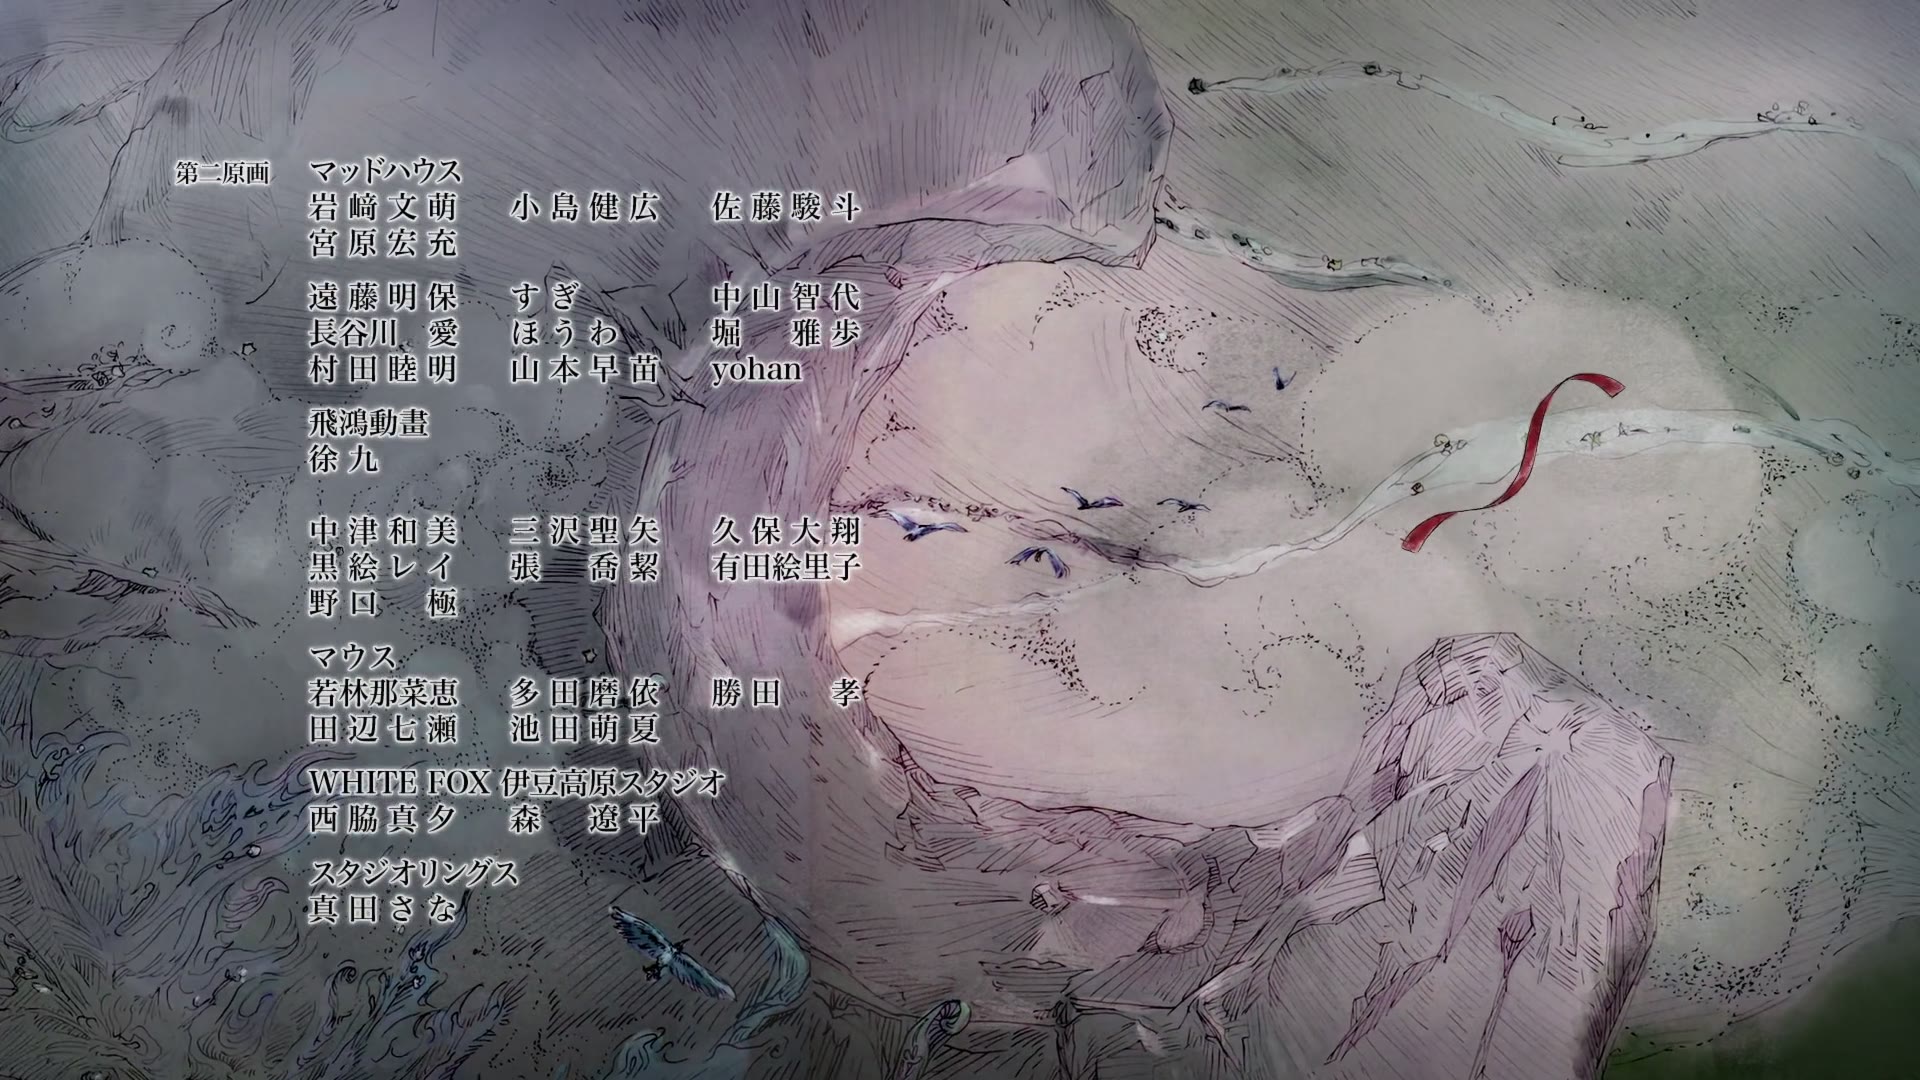 第二原画 マッドハウス
岩﨑文萌 小島健広 佐藤駿斗
宮原宏充
遠藤明保 すぎ 中山智代
長谷川愛 ほうわ 堀雅歩
村田睦明 山本早苗 yohan
飛鴻動畫
徐九
中津和美 三沢聖矢 久保大翔
黒絵レイ 張喬絜 有田絵里子
野口極
マウス
若林那菜恵 多田磨依 勝田孝
田辺七瀬 池田萌夏
WHITE FOX 伊豆高原スタジオ
西脇真夕 森遼平
スタジオリングス
真田さな